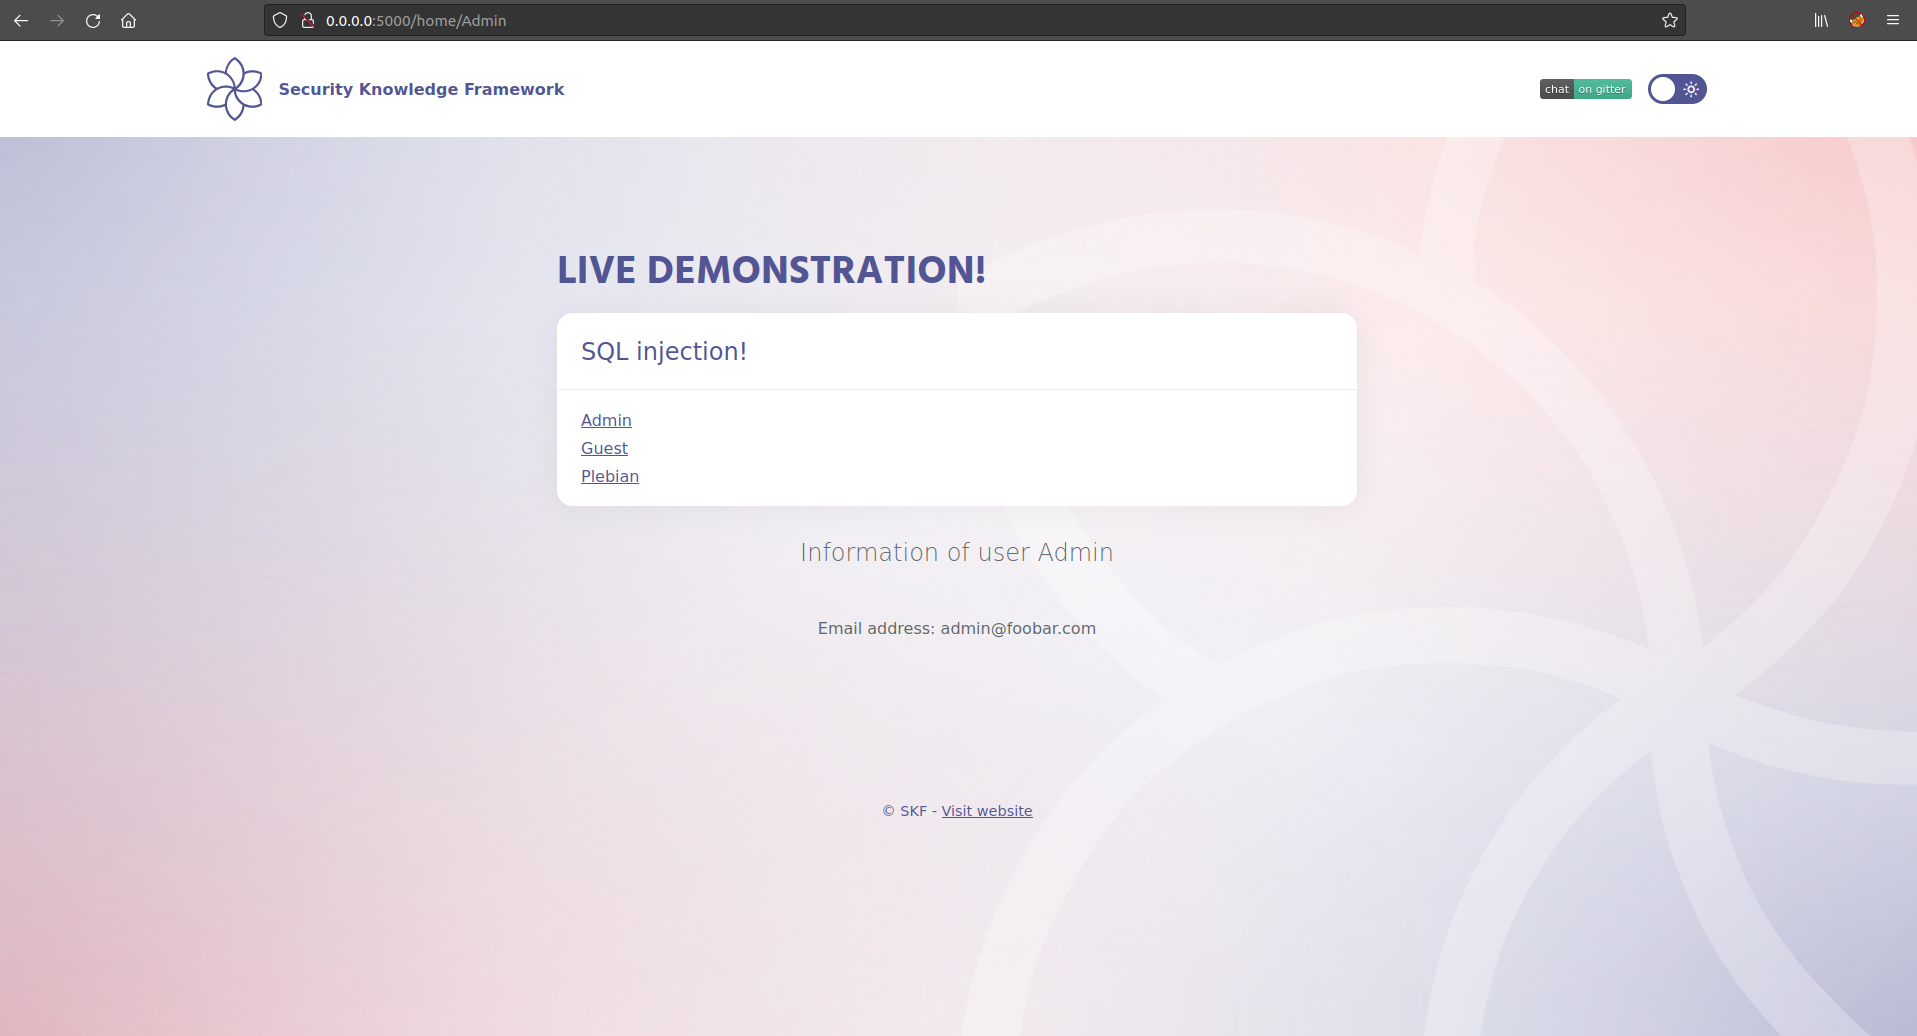 0.0.0.0:5000/home/Admin
Security Knowledge Framework
chat on gitter
LIVE DEMONSTRATION!
SQL injection!
Admin
Guest
Plebian
Information of user Admin
Email address: admin@foobar.com
© SKF - Visit website